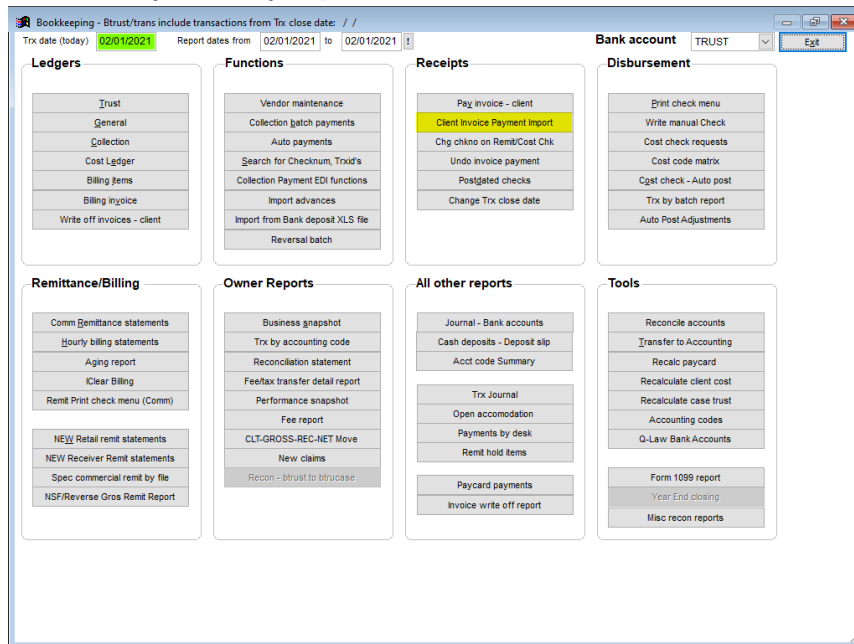 Bookkeeping - Btrust/trans include transactions from Trx close date: / /
Trx date (today) 02/01/2021 Report dates from 02/01/2021 to 02/01/2021 ! Bank account TRUST Exit
Ledgers
Trust
General
Collection
Cost Ledger
Billing items
Billing invoice
Write off invoices - client
Functions
Vendor maintenance
Collection batch payments
Auto payments
Search for Checknum, Trxid's
Collection Payment EDI functions
Import advances
Import from Bank deposit XLS file
Reversal batch
Receipts
Pay invoice - client
Client Invoice Payment Import
Chg chkno on Remit/Cost Chk
Undo invoice payment
Postdated checks
Change Trx close date
Disbursement
Print check menu
Write manual Check
Cost check requests
Cost code matrix
Cost check - Auto post
Trx by batch report
Auto Post Adjustments
Remittance/Billing
Comm Remittance statements
Hourly billing statements
Aging report
IClear Billing
Remit Print check menu (Comm)
NEW Retail remit statements
NEW Receiver Remit statements
Spec commercial remit by file
NSF/Reverse Gros Remit Report
Owner Reports
Business snapshot
Trx by accounting code
Reconciliation statement
Fee/tax transfer detail report
Performance snapshot
Fee report
CLT-GROSS-REC-NET Move
New claims
Recon - btrust to btrucase
All other reports
Journal - Bank accounts
Cash deposits - Deposit slip
Acct code Summary
Trx Journal
Open accomodation
Payments by desk
Remit hold items
Paycard payments
Invoice write off report
Tools
Reconcile accounts
Transfer to Accounting
Recalc paycard
Recalculate client cost
Recalculate case trust
Accounting codes
Q-Law Bank Accounts
Form 1099 report
Year End closing
Misc recon reports